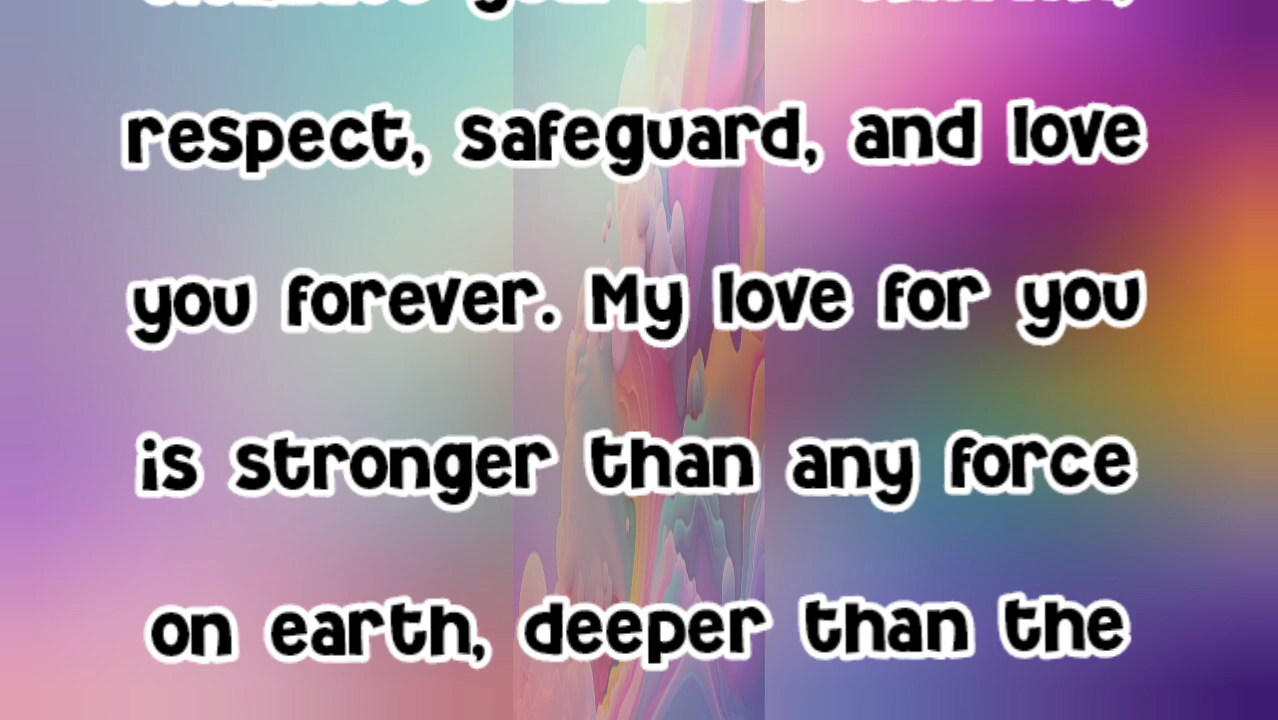 respect, safeguard, and love
you forever. My love for you
is stronger than any force
on earth, deeper than the